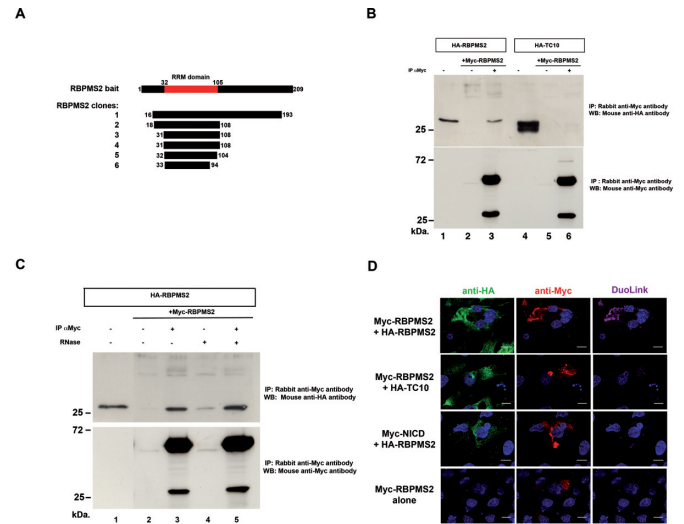 A
RRM domain
32 105
RBPMS2 bait 1 209
RBPMS2 clones:
1 16 193
2 18 108
3 31 108
4 31 108
5 32 104
6 33 94
B
HA-RBPMS2 HA-TC10
+Myc-RBPMS2 +Myc-RBPMS2
IP αMyc - - + - - +
25
IP: Rabbit anti-Myc antibody
WB: Mouse anti-HA antibody
72
IP : Rabbit anti-Myc antibody
WB: Mouse anti-Myc antibody
25
kDa. 1 2 3 4 5 6
C
HA-RBPMS2
+Myc-RBPMS2
IP αMyc - - + - +
RNase - - - + +
25
IP: Rabbit anti-Myc antibody
WB: Mouse anti-HA antibody
72
IP: Rabbit anti-Myc antibody
WB: Mouse anti-Myc antibody
25
kDa. 1 2 3 4 5
D
anti-HA anti-Myc DuoLink
Myc-RBPMS2
+ HA-RBPMS2
Myc-RBPMS2
+ HA-TC10
Myc-NICD
+ HA-RBPMS2
Myc-RBPMS2
alone